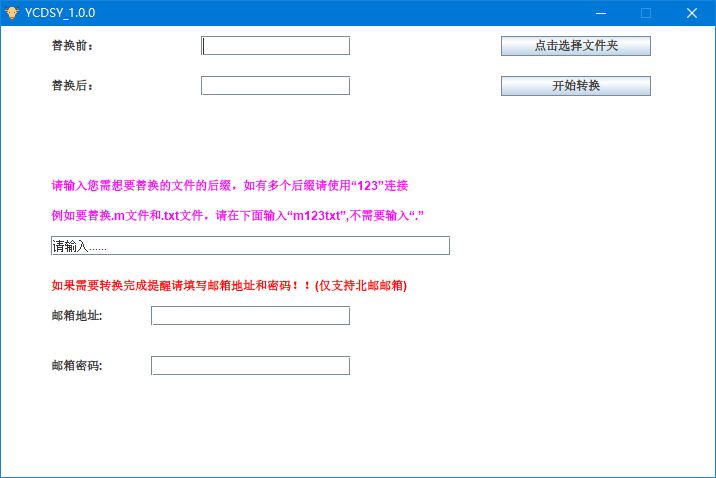 YCDSY_1.0.0
替换前：
点击选择文件夹
替换后：
开始转换
请输入您需想要替换的文件的后缀，如有多个后缀请使用“123”连接
例如要替换.m文件和.txt文件，请在下面输入“m123txt”,不需要输入“.”
请输入......
如果需要转换完成提醒请填写邮箱地址和密码！！(仅支持北邮邮箱)
邮箱地址:
邮箱密码: